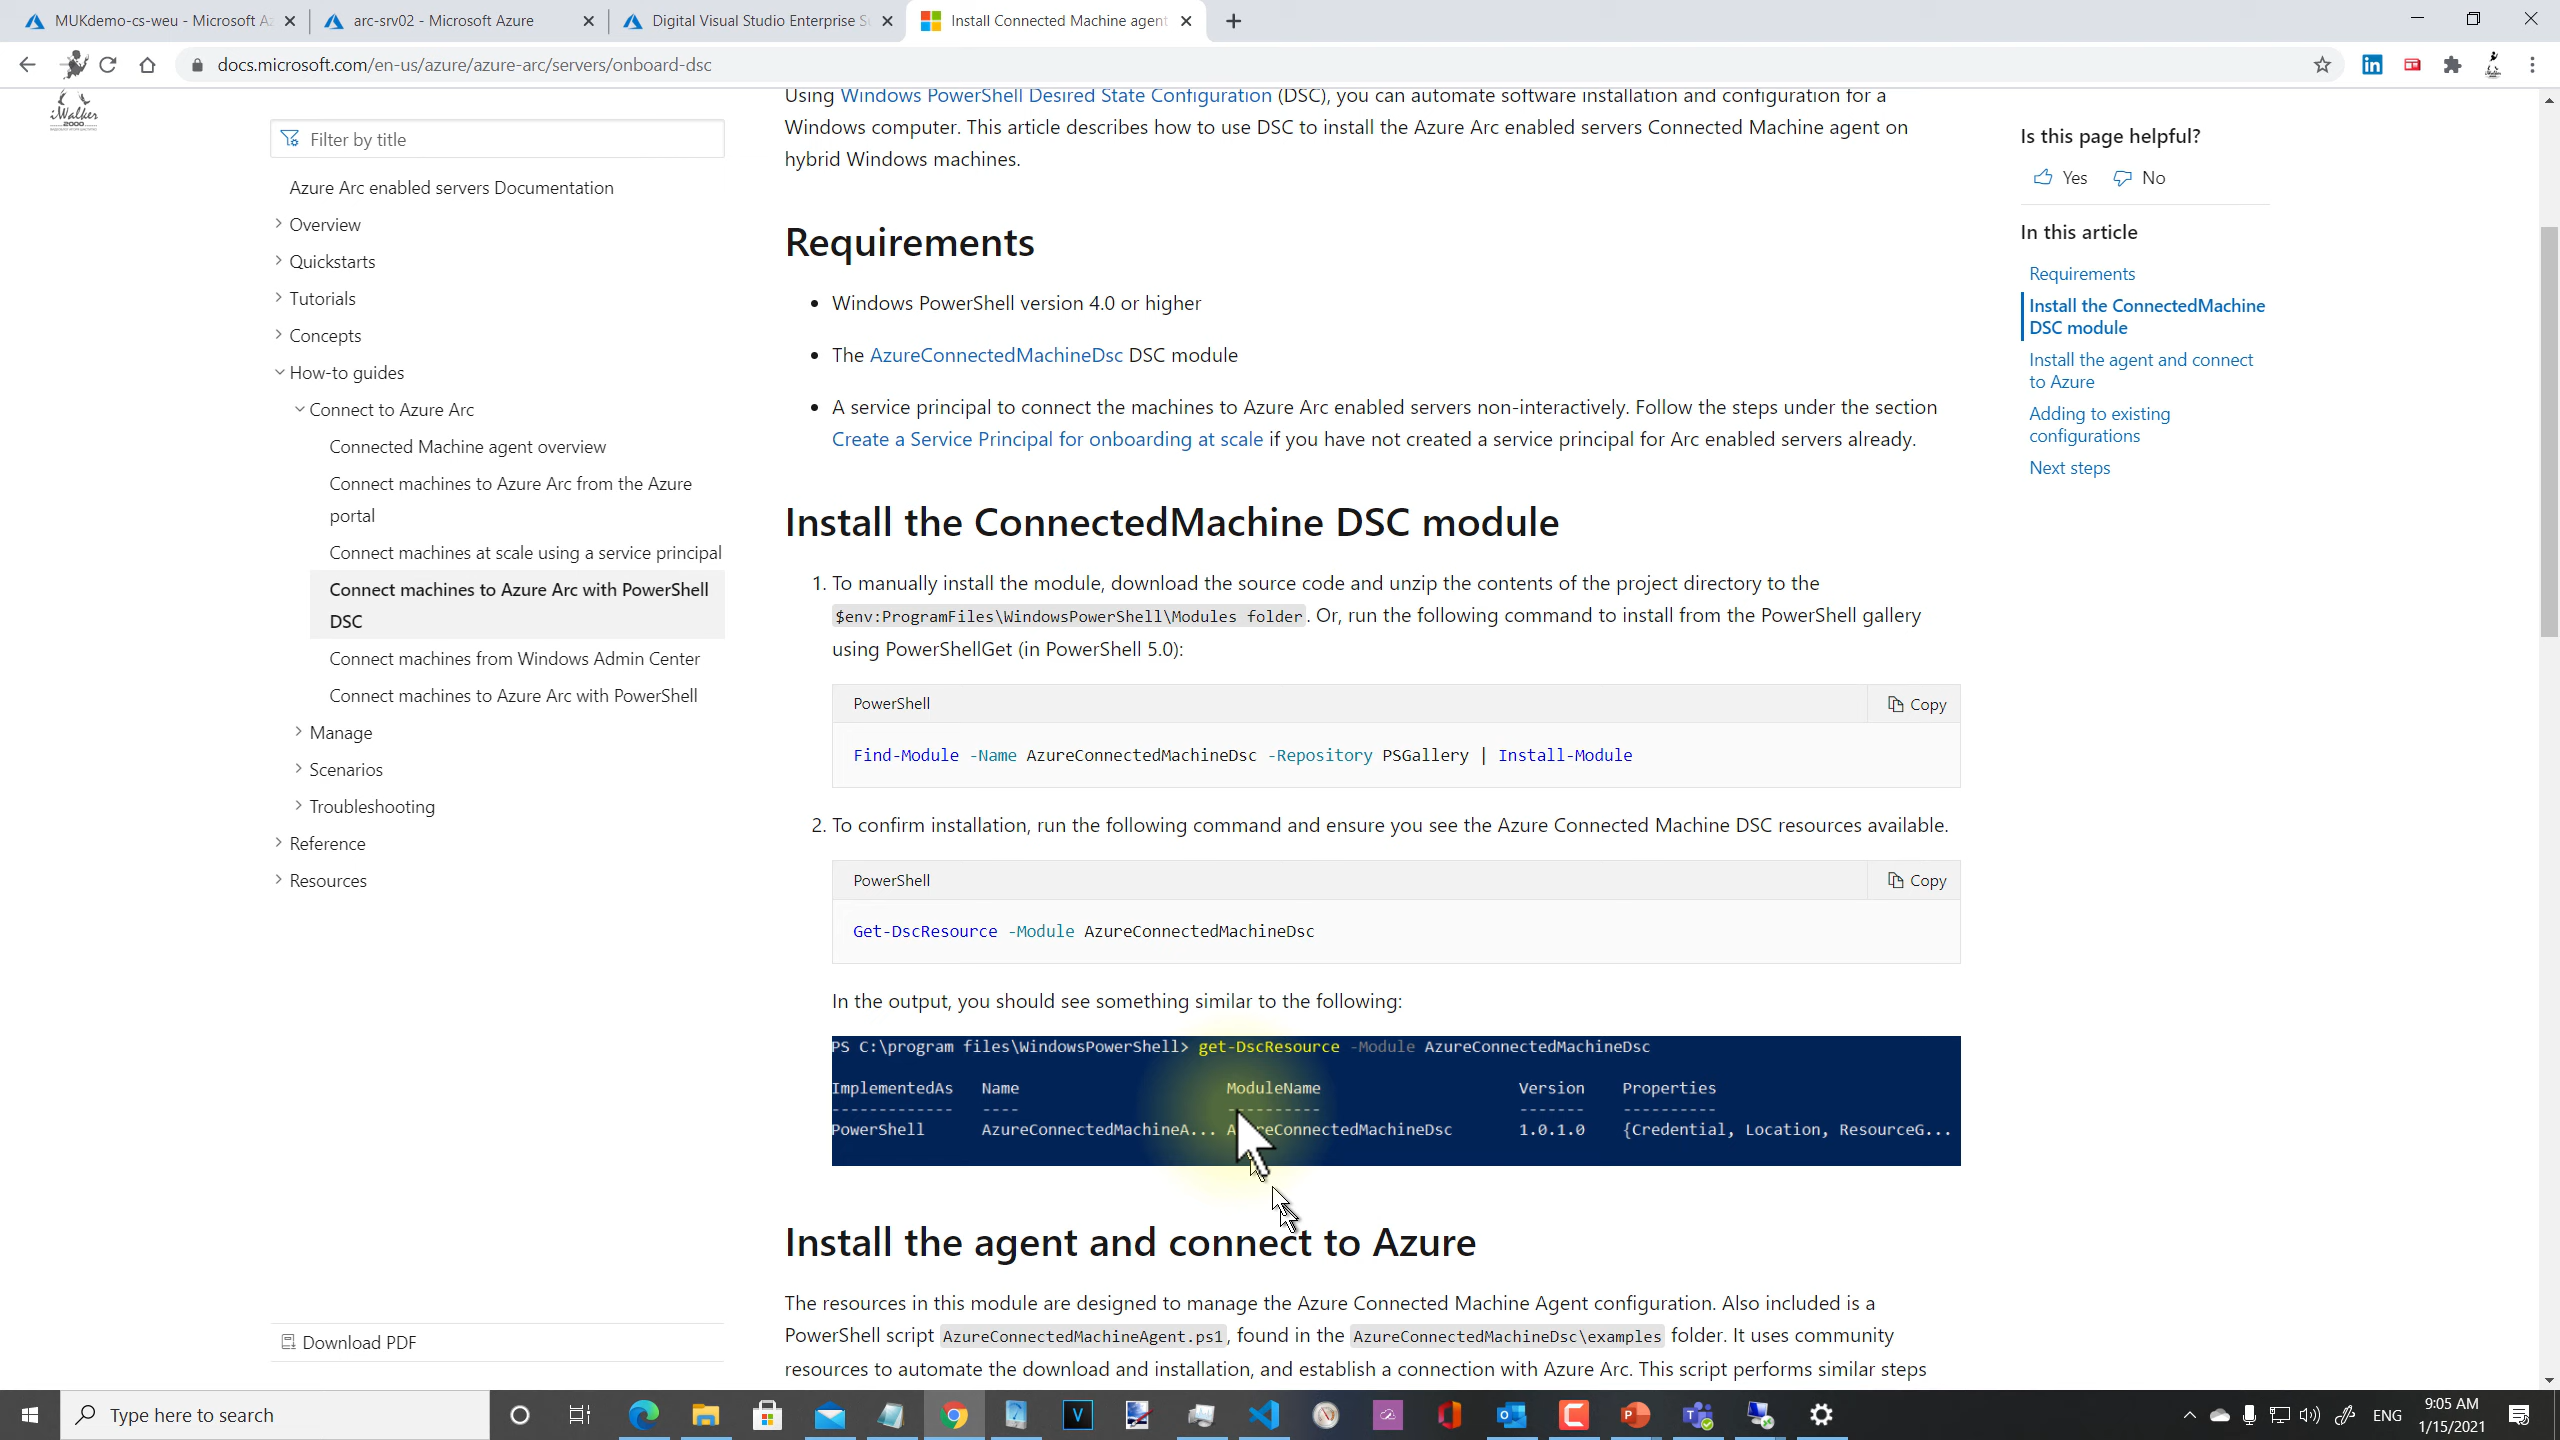 MUKdemo-cs-weu - Microsoft Az
arc-srv02 - Microsoft Azure
Digital Visual Studio Enterprise Su
Install Connected Machine agent
docs.microsoft.com/en-us/azure/azure-arc/servers/onboard-dsc
iWalker
2000
Filter by title
Azure Arc enabled servers Documentation
Overview
Quickstarts
Tutorials
Concepts
How-to guides
Connect to Azure Arc
Connected Machine agent overview
Connect machines to Azure Arc from the Azure
portal
Connect machines at scale using a service principal
Connect machines to Azure Arc with PowerShell
DSC
Connect machines from Windows Admin Center
Connect machines to Azure Arc with PowerShell
Manage
Scenarios
Troubleshooting
Reference
Resources
Download PDF
Using Windows PowerShell Desired State Configuration (DSC), you can automate software installation and configuration for a
Windows computer. This article describes how to use DSC to install the Azure Arc enabled servers Connected Machine agent on
hybrid Windows machines.
Requirements
• Windows PowerShell version 4.0 or higher
• The AzureConnectedMachineDsc DSC module
• A service principal to connect the machines to Azure Arc enabled servers non-interactively. Follow the steps under the section
Create a Service Principal for onboarding at scale if you have not created a service principal for Arc enabled servers already.
Install the ConnectedMachine DSC module
1. To manually install the module, download the source code and unzip the contents of the project directory to the
$env:ProgramFiles\WindowsPowerShell\Modules folder. Or, run the following command to install from the PowerShell gallery
using PowerShellGet (in PowerShell 5.0):
PowerShell
Copy
Find-Module -Name AzureConnectedMachineDsc -Repository PSGallery | Install-Module
2. To confirm installation, run the following command and ensure you see the Azure Connected Machine DSC resources available.
PowerShell
Copy
Get-DscResource -Module AzureConnectedMachineDsc
In the output, you should see something similar to the following:
PS C:\program files\WindowsPowerShell> get-DscResource -Module AzureConnectedMachineDsc
ImplementedAs Name ModuleName Version Properties
------------- ---- ---------- ------- ----------
PowerShell AzureConnectedMachineA... AzureConnectedMachineDsc 1.0.1.0 {Credential, Location, ResourceG...
Install the agent and connect to Azure
The resources in this module are designed to manage the Azure Connected Machine Agent configuration. Also included is a
PowerShell script AzureConnectedMachineAgent.ps1, found in the AzureConnectedMachineDsc\examples folder. It uses community
resources to automate the download and installation, and establish a connection with Azure Arc. This script performs similar steps
Is this page helpful?
Yes No
In this article
Requirements
Install the ConnectedMachine
DSC module
Install the agent and connect
to Azure
Adding to existing
configurations
Next steps
Type here to search
ENG
9:05 AM
1/15/2021